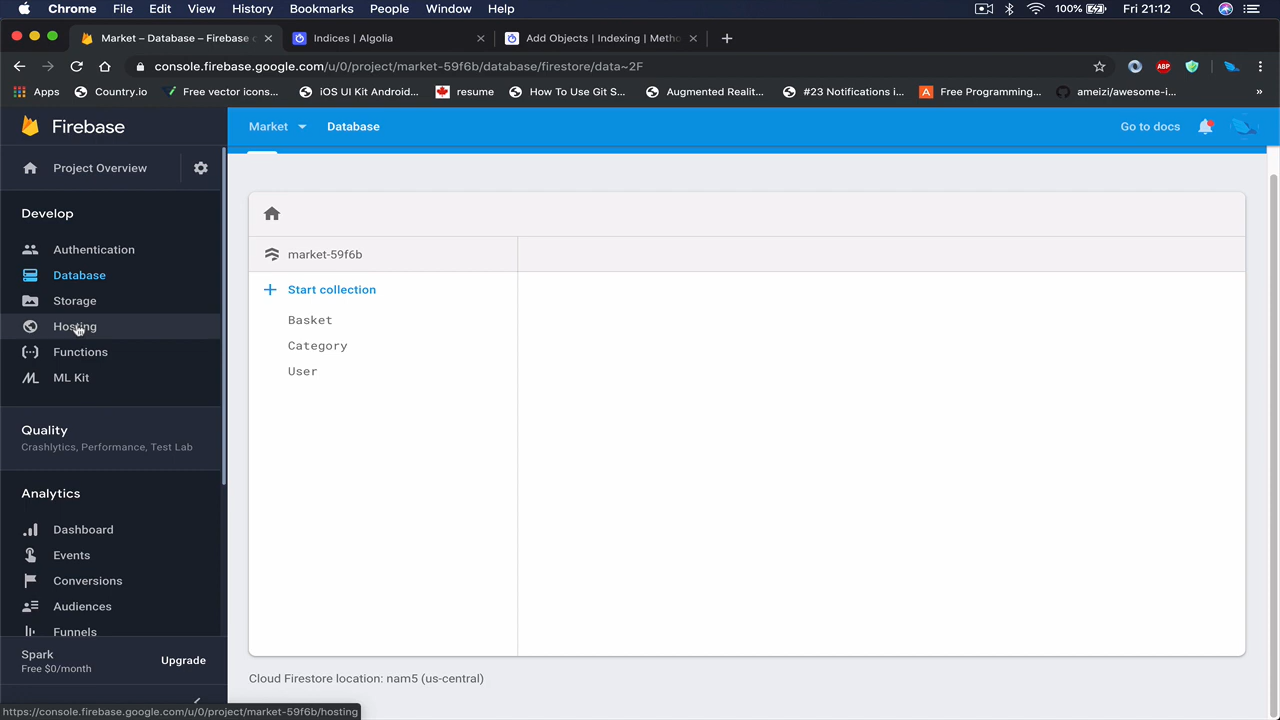 Chrome File Edit View History Bookmarks People Window Help 100% Fri 21:12
Market – Database – Firebase c
Indices | Algolia
Add Objects | Indexing | Metho
console.firebase.google.com/u/0/project/market-59f6b/database/firestore/data~2F
ABP
Apps Country.io Free vector icons... iOS UI Kit Android... resume How To Use Git S... Augmented Realit... #23 Notifications i... Free Programming... ameizi/awesome-i... »
Firebase
Market Database Go to docs
Project Overview
Develop
Authentication
Database
Storage
Hosting
Functions
ML Kit
Quality
Crashlytics, Performance, Test Lab
Analytics
Dashboard
Events
Conversions
Audiences
Funnels
Spark
Free $0/month
Upgrade
market-59f6b
Start collection
Basket
Category
User
Cloud Firestore location: nam5 (us-central)
https://console.firebase.google.com/u/0/project/market-59f6b/hosting